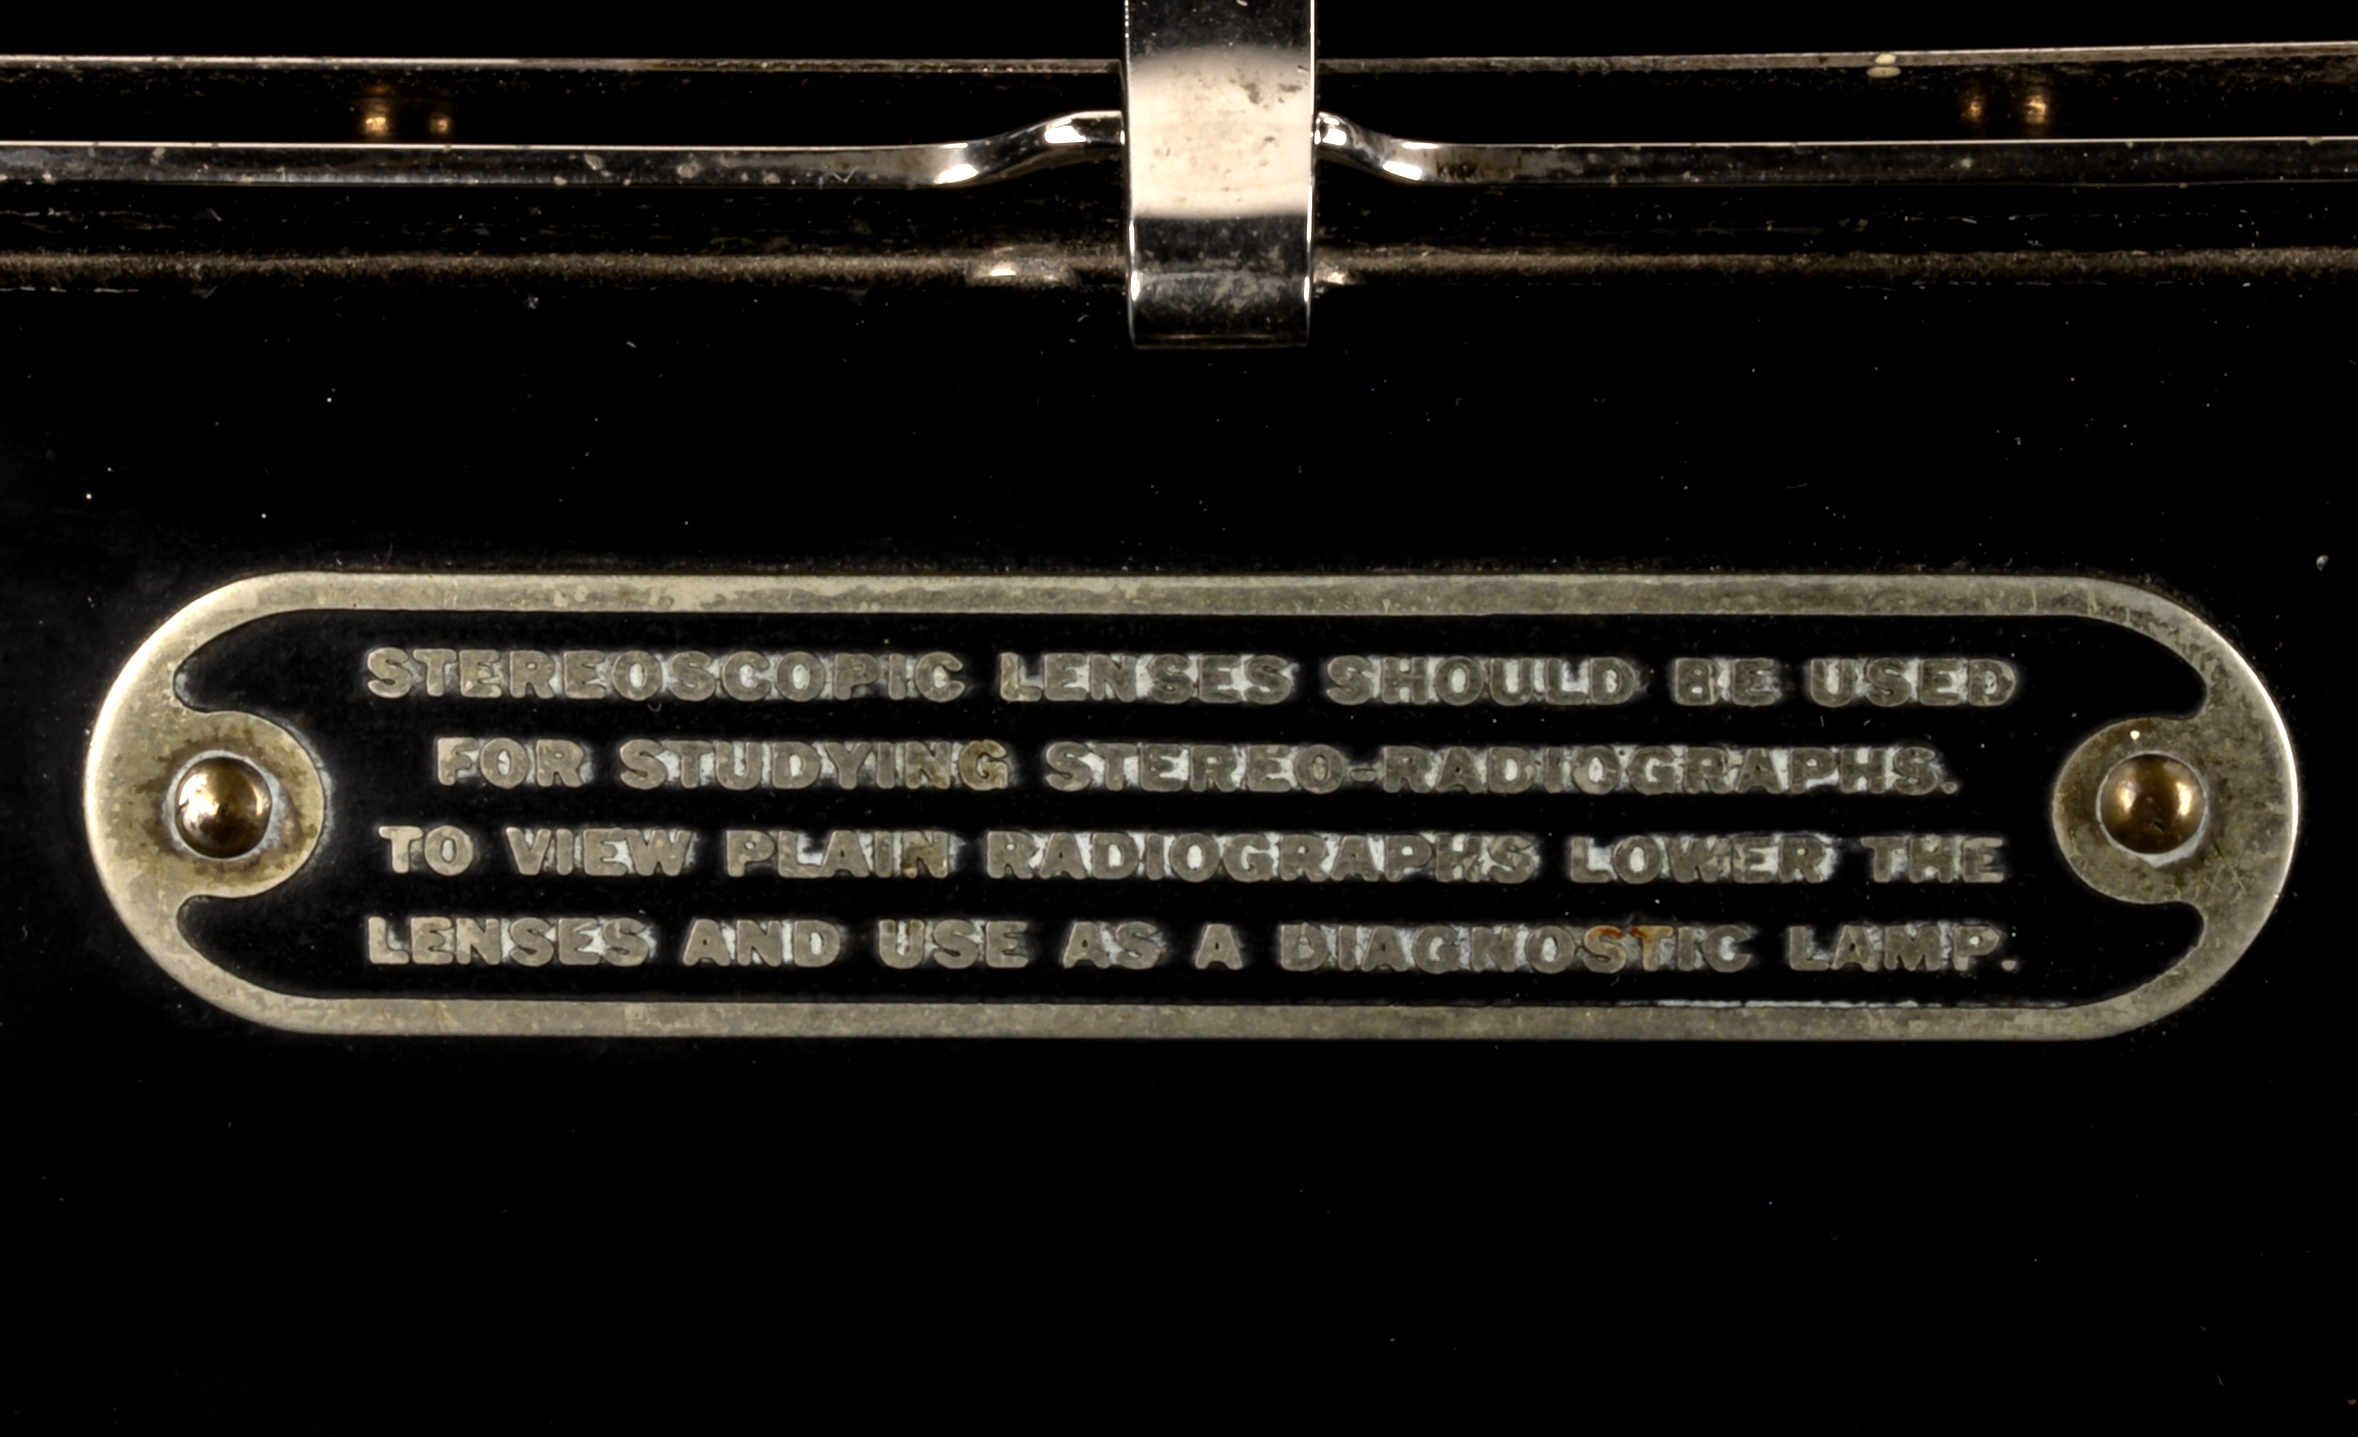 STEREOSCOPIC LENSES SHOULD BE USED
FOR STUDYING STEREO-RADIOGRAPHS.
TO VIEW PLAIN RADIOGRAPHS LOWER THE
LENSES AND USE AS A DIAGNOSTIC LAMP.